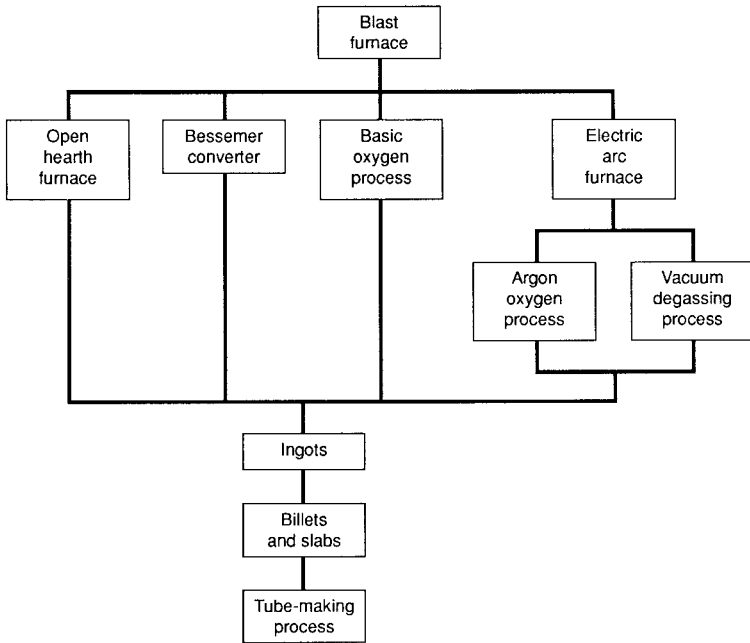 Blast
furnace
Open
hearth
furnace
Bessemer
converter
Basic
oxygen
process
Electric
arc
furnace
Argon
oxygen
process
Vacuum
degassing
process
Ingots
Billets
and slabs
Tube-making
process